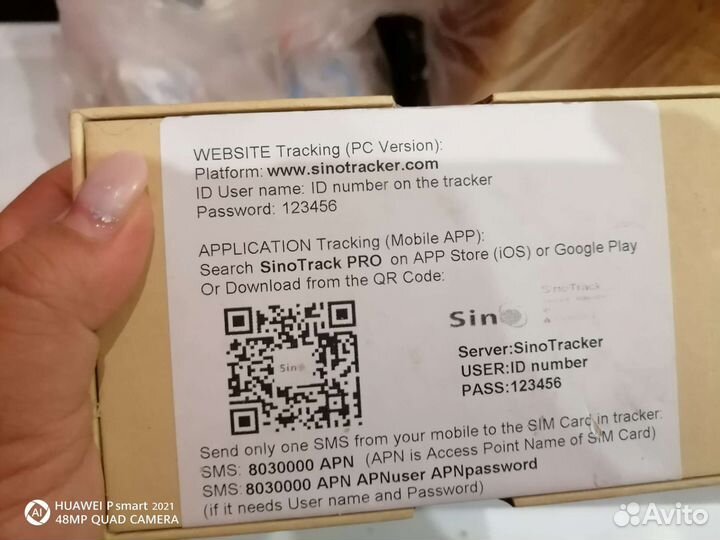 WEBSITE Tracking (PC Version):
Platform: www.sinotracker.com
ID User name: ID number on the tracker
Password: 123456
APPLICATION Tracking (Mobile APP):
Search SinoTrack PRO on APP Store (iOS) or Google Play
Or Download from the QR Code:
Sino
Sin
SinoTrack
Server:SinoTracker
USER:ID number
PASS:123456
Send only one SMS from your mobile to the SIM Card in tracker:
SMS: 8030000 APN (APN is Access Point Name of SIM Card)
SMS: 8030000 APN APNuser APNpassword
(if it needs User name and Password)
AI
HUAWEI P smart 2021
48MP QUAD CAMERA
Avito